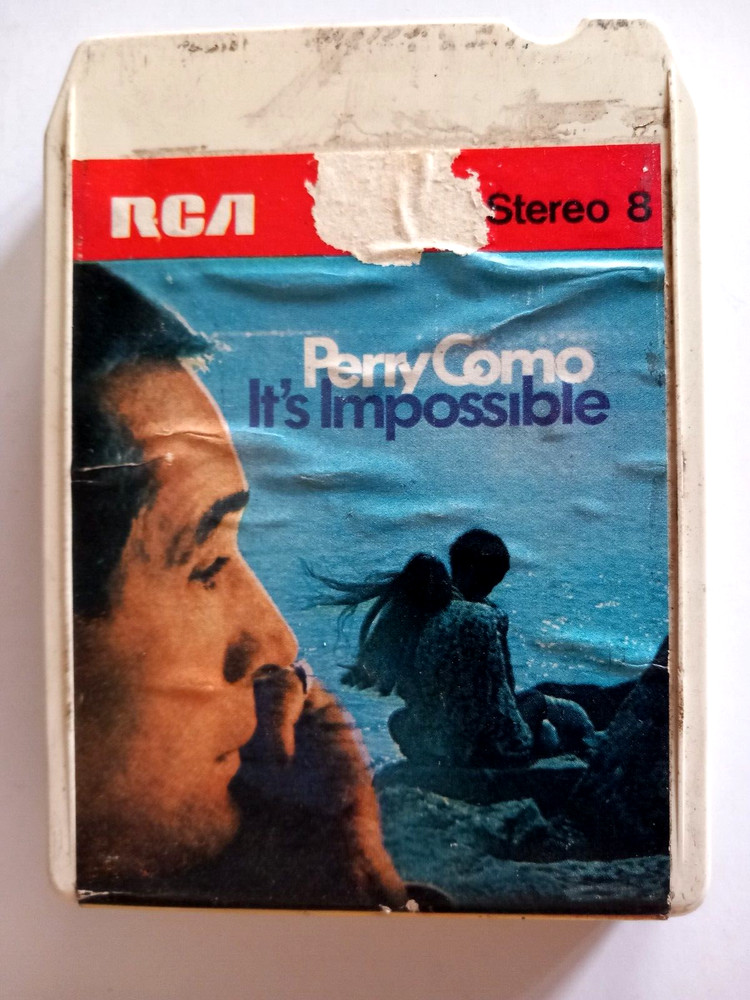 RCA
Stereo 8
Perry Como
It's Impossible